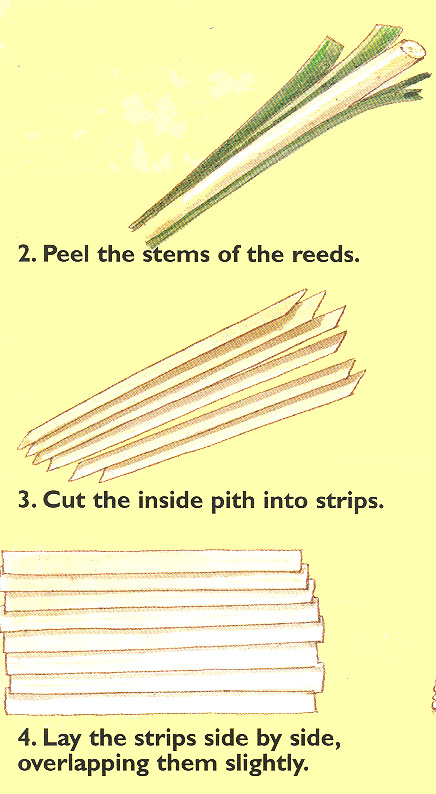 2. Peel the stems of the reeds.
3. Cut the inside pith into strips.
4. Lay the strips side by side,
overlapping them slightly.